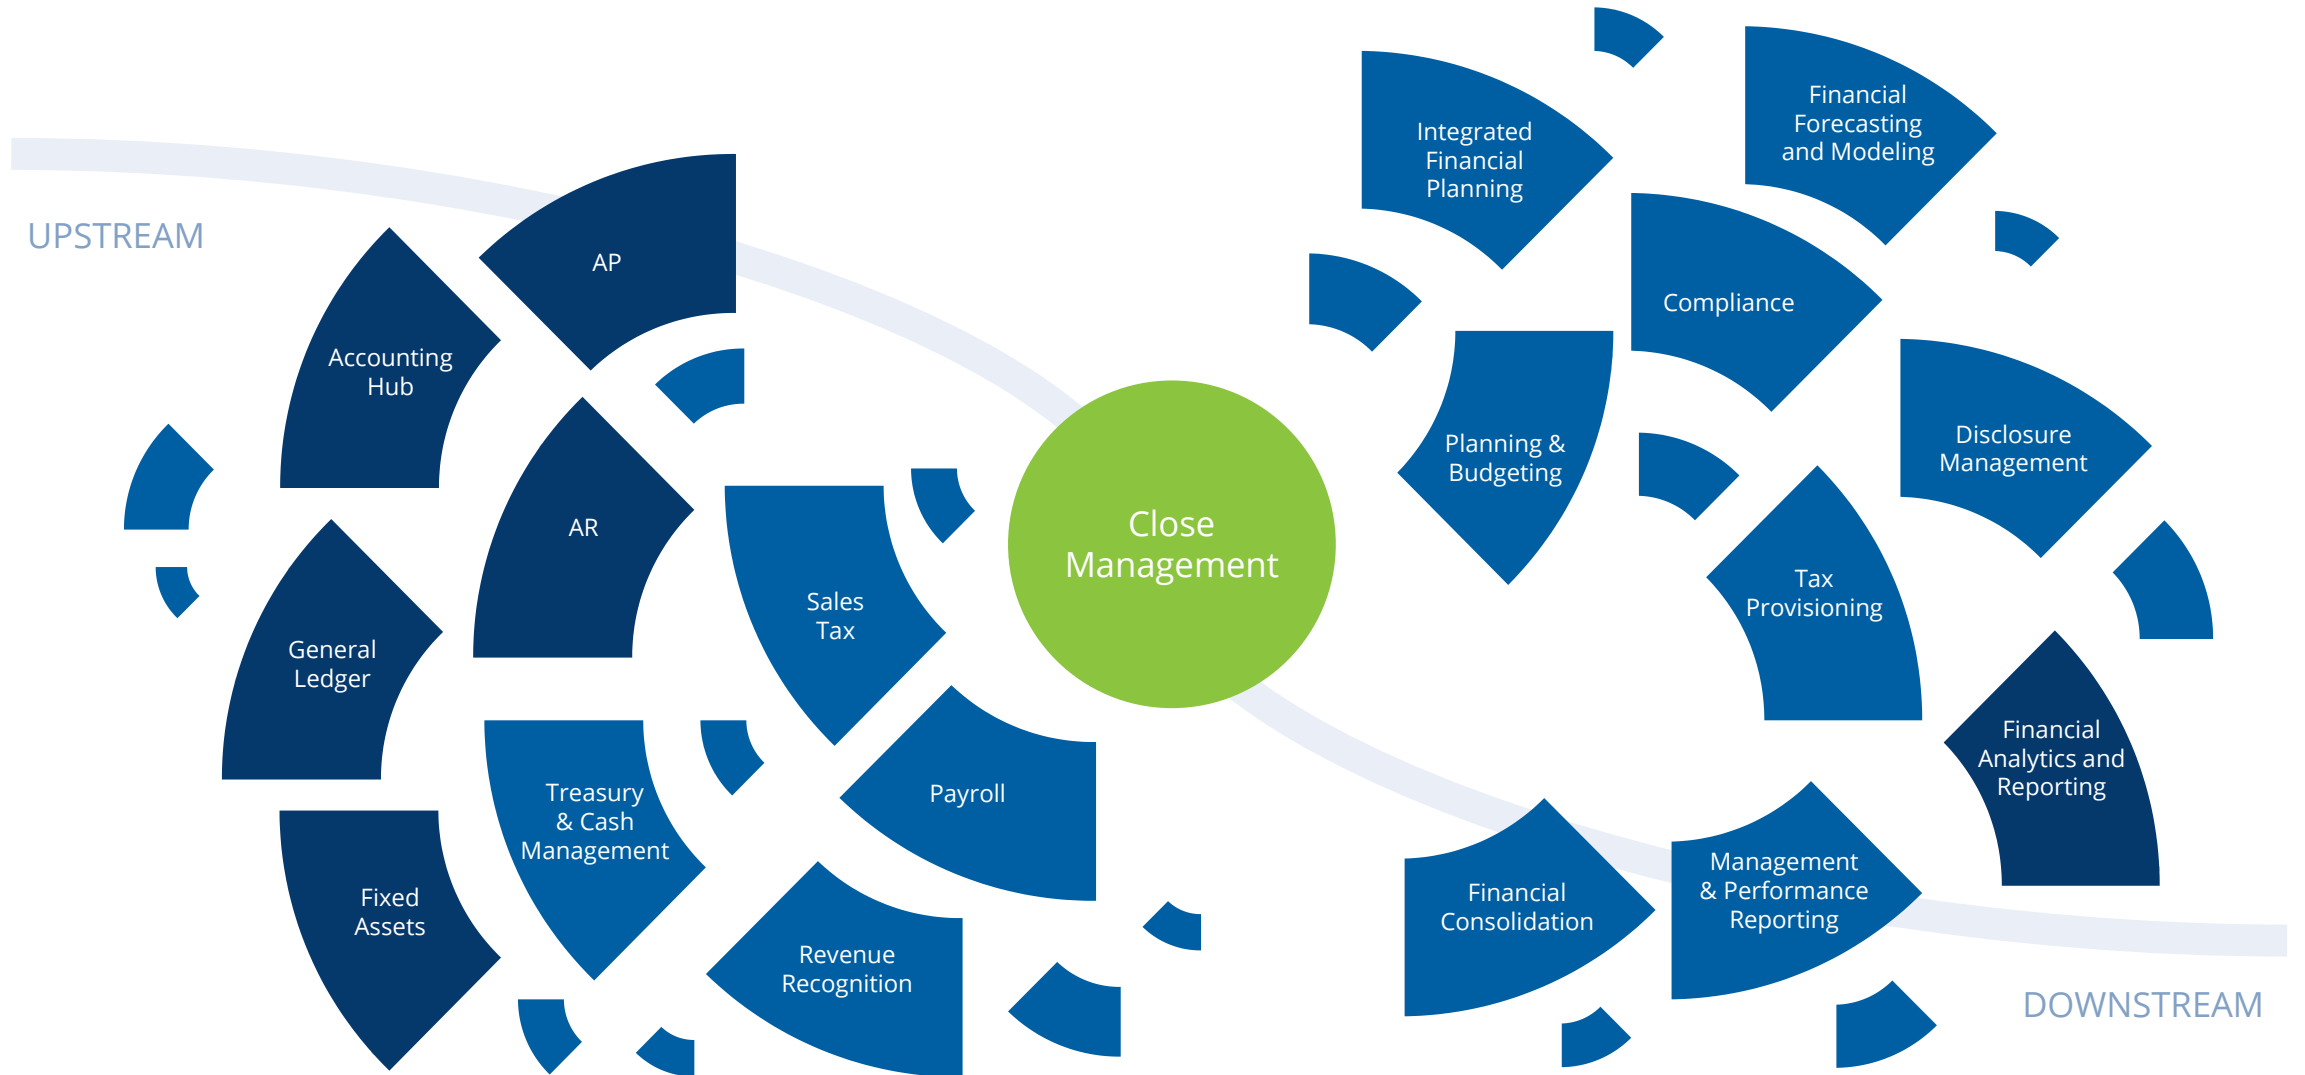 UPSTREAM
AP
Accounting
Hub
AR
General
Ledger
Sales
Tax
Treasury
& Cash
Management
Payroll
Fixed
Assets
Revenue
Recognition
Close
Management
Integrated
Financial
Planning
Financial
Forecasting
and Modeling
Compliance
Planning &
Budgeting
Disclosure
Management
Tax
Provisioning
Financial
Analytics and
Reporting
Financial
Consolidation
Management
& Performance
Reporting
DOWNSTREAM